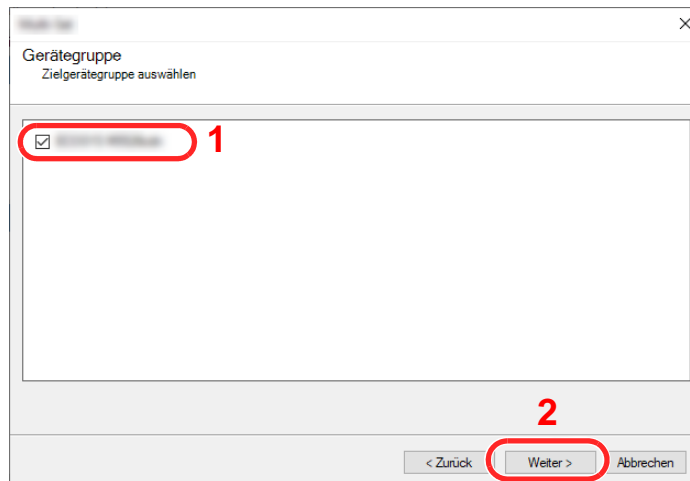 Gerätegruppe
Zielgerätegruppe auswählen
1
2
< Zurück
Weiter >
Abbrechen